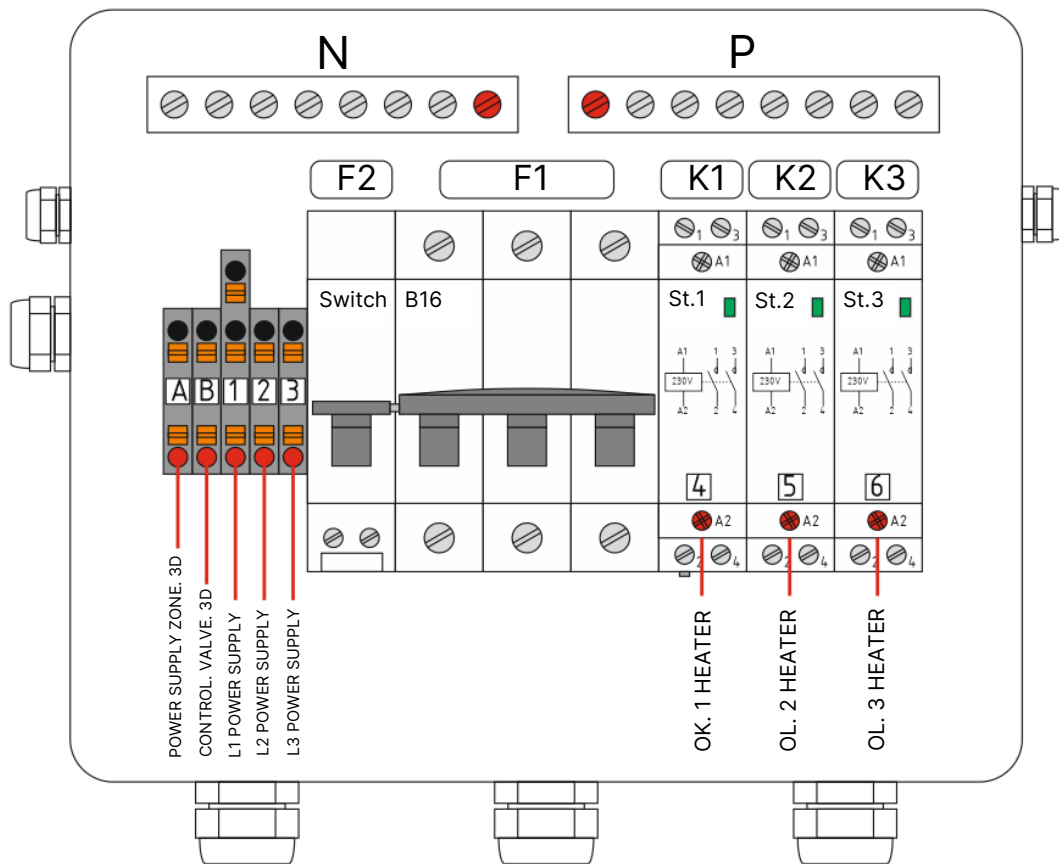 N
P
F2
F1
K1
K2
K3
1 3
1 3
1 3
A1
A1
A1
Switch
B16
St.1
St.2
St.3
A1 1 3
230V
A2 2 4
A1 1 3
230V
A2 2 4
A1 1 3
230V
A2 2 4
A B 1 2 3
4
5
6
A2
A2
A2
2 4
2 4
2 4
POWER SUPPLY ZONE. 3D
CONTROL. VALVE. 3D
L1 POWER SUPPLY
L2 POWER SUPPLY
L3 POWER SUPPLY
OK. 1 HEATER
OL. 2 HEATER
OL. 3 HEATER